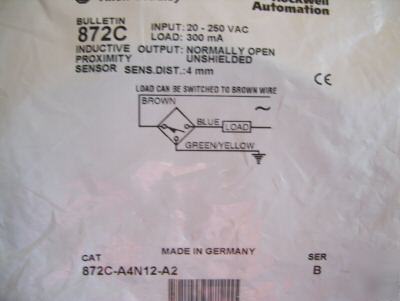 Rockwell
BULLETIN
Automation
872C INPUT: 20 - 250 VAC
LOAD: 300 mA
INDUCTIVE OUTPUT: NORMALLY OPEN
PROXIMITY UNSHIELDED
SENSOR SENS.DIST.:4 mm
CE
LOAD CAN BE SWITCHED TO BROWN WIRE
BROWN
~
BLUE LOAD
GREEN/YELLOW
MADE IN GERMANY
CAT SER
872C-A4N12-A2 B